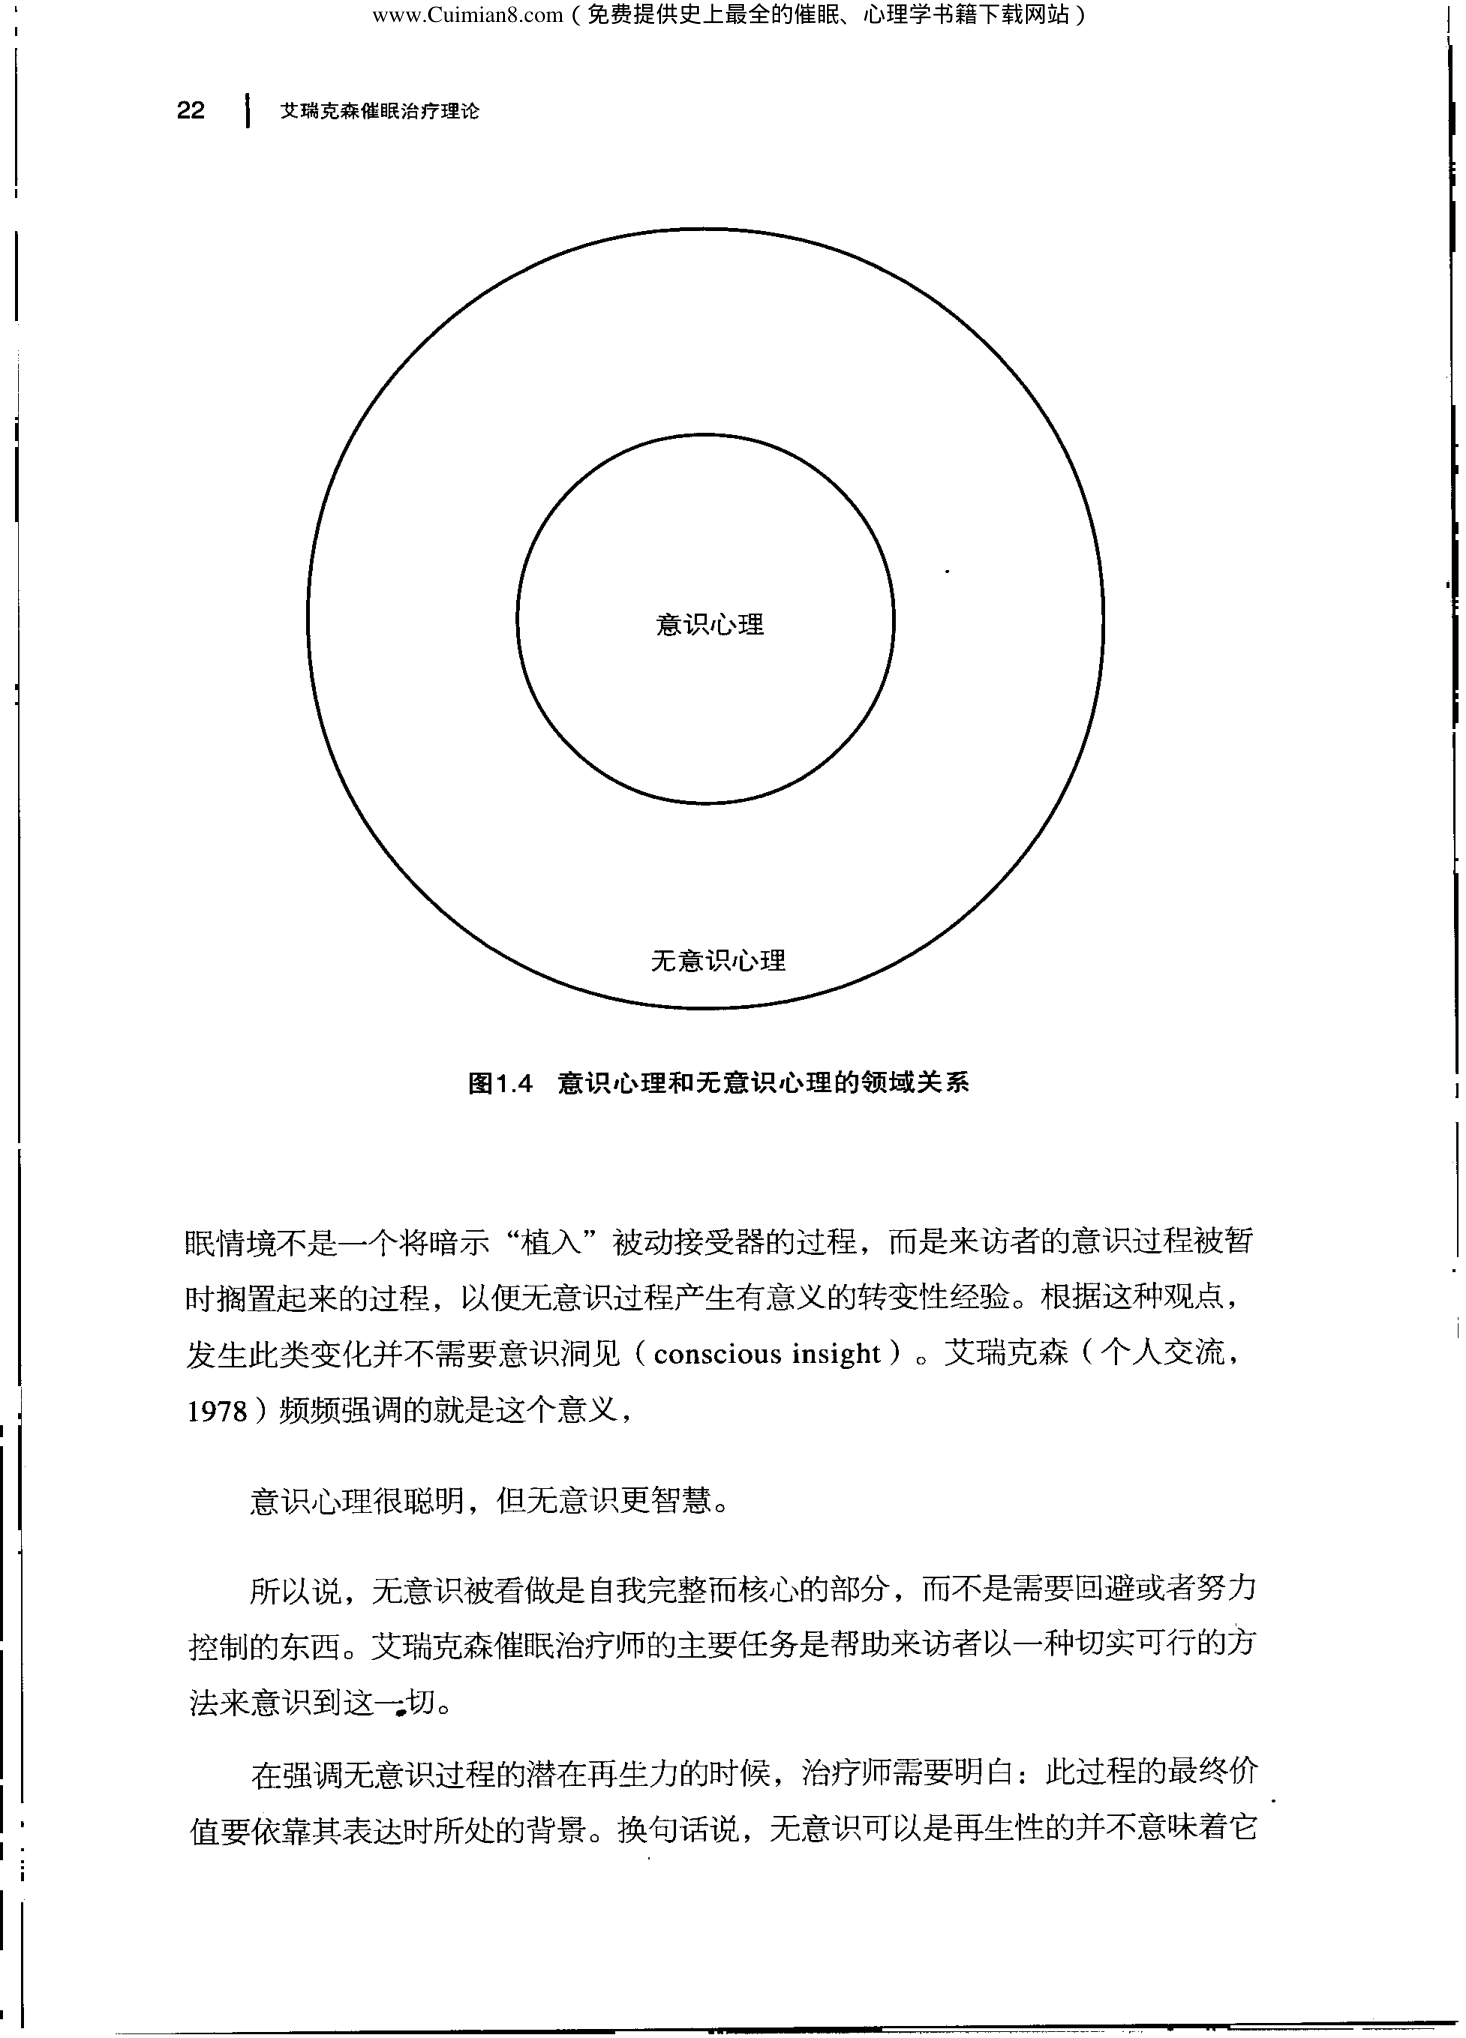 www.Cuimian8.com（免费提供史上最全的催眠、心理学书籍下载网站）
22 艾瑞克森催眠治疗理论
意识心理
无意识心理
图1.4 意识心理和无意识心理的领域关系
眠情境不是一个将暗示“植入”被动接受器的过程，而是来访者的意识过程被暂
时搁置起来的过程，以便无意识过程产生有意义的转变性经验。根据这种观点，
发生此类变化并不需要意识洞见（conscious insight）。艾瑞克森（个人交流，
1978）频频强调的就是这个意义，
意识心理很聪明，但无意识更智慧。
所以说，无意识被看做是自我完整而核心的部分，而不是需要回避或者努力
控制的东西。艾瑞克森催眠治疗师的主要任务是帮助来访者以一种切实可行的方
法来意识到这一切。
在强调无意识过程的潜在再生力的时候，治疗师需要明白：此过程的最终价
值要依靠其表达时所处的背景。换句话说，无意识可以是再生性的并不意味着它